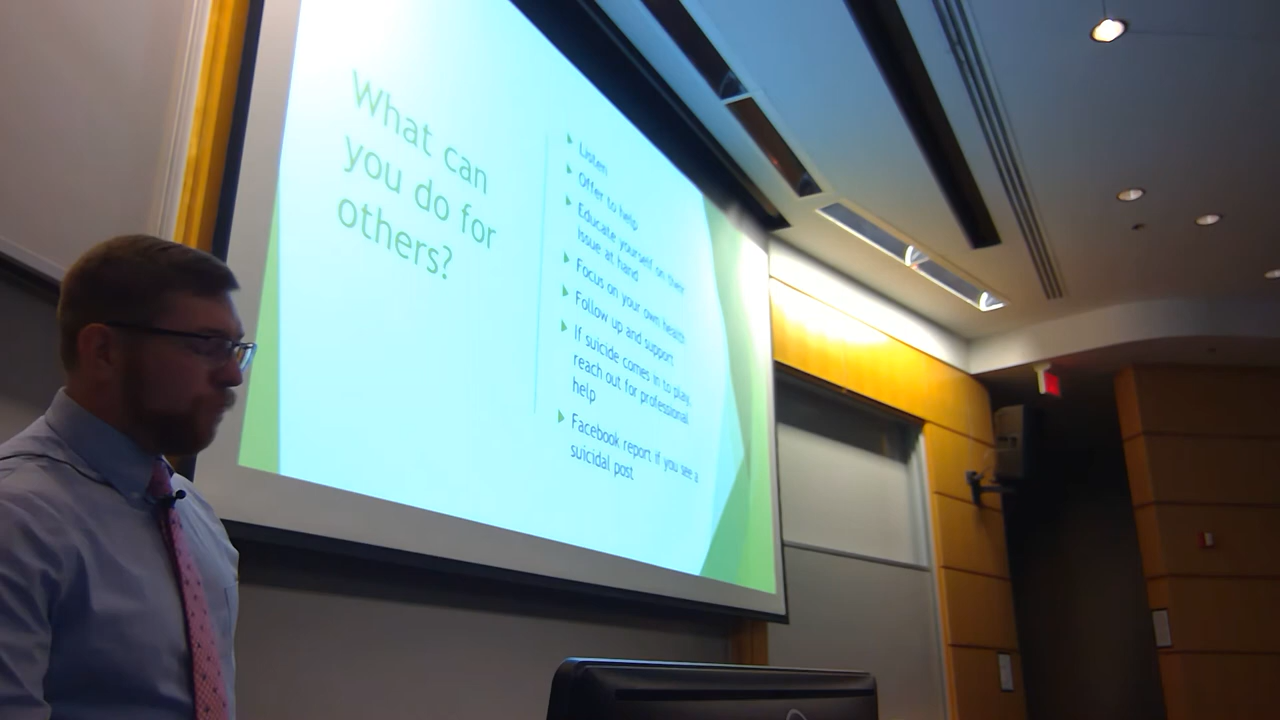 What can
you do for
others?
Listen
Offer to help
Educate yourself on their
issue at hand
Focus on your own health
Follow up and support
If suicide comes in to play,
reach out for professional
help
Facebook report if you see a
suicidal post